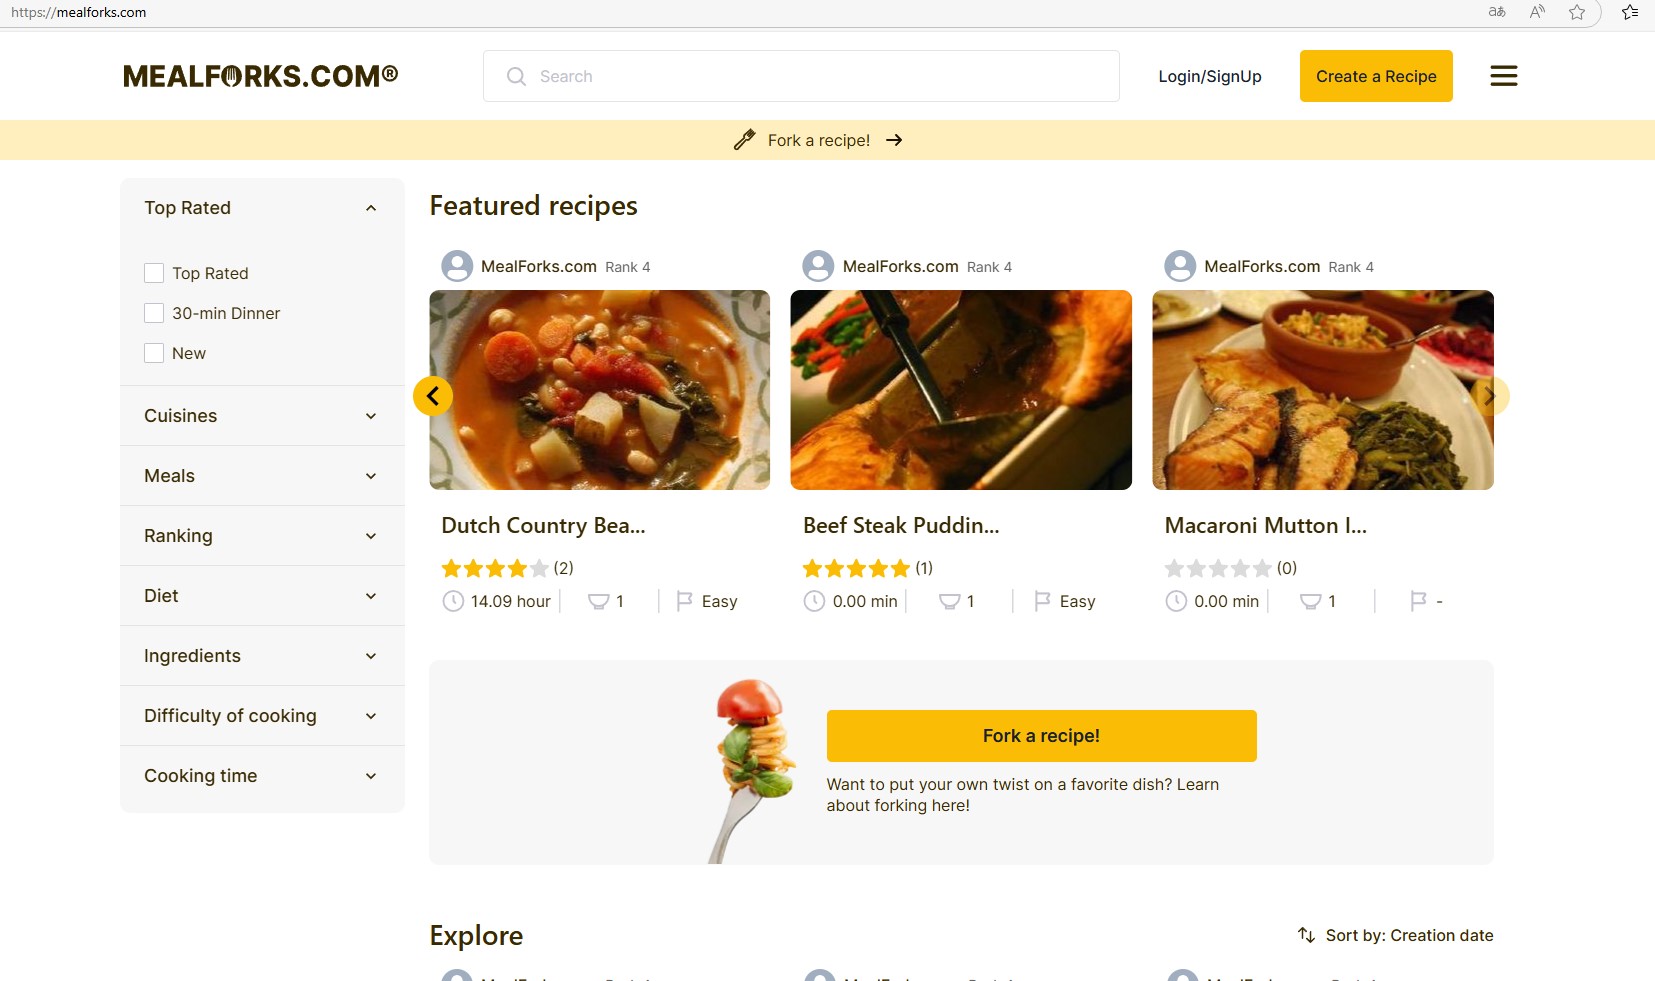 https://mealforks.com
MEALFORKS.COM®
Search
Login/SignUp
Create a Recipe
Fork a recipe!
Top Rated
Top Rated
30-min Dinner
New
Cuisines
Meals
Ranking
Diet
Ingredients
Difficulty of cooking
Cooking time
Featured recipes
MealForks.com Rank 4
Dutch Country Bea...
(2)
14.09 hour 1 Easy
MealForks.com Rank 4
Beef Steak Puddin...
(1)
0.00 min 1 Easy
MealForks.com Rank 4
Macaroni Mutton I...
(0)
0.00 min 1 -
Fork a recipe!
Want to put your own twist on a favorite dish? Learn
about forking here!
Explore
Sort by: Creation date